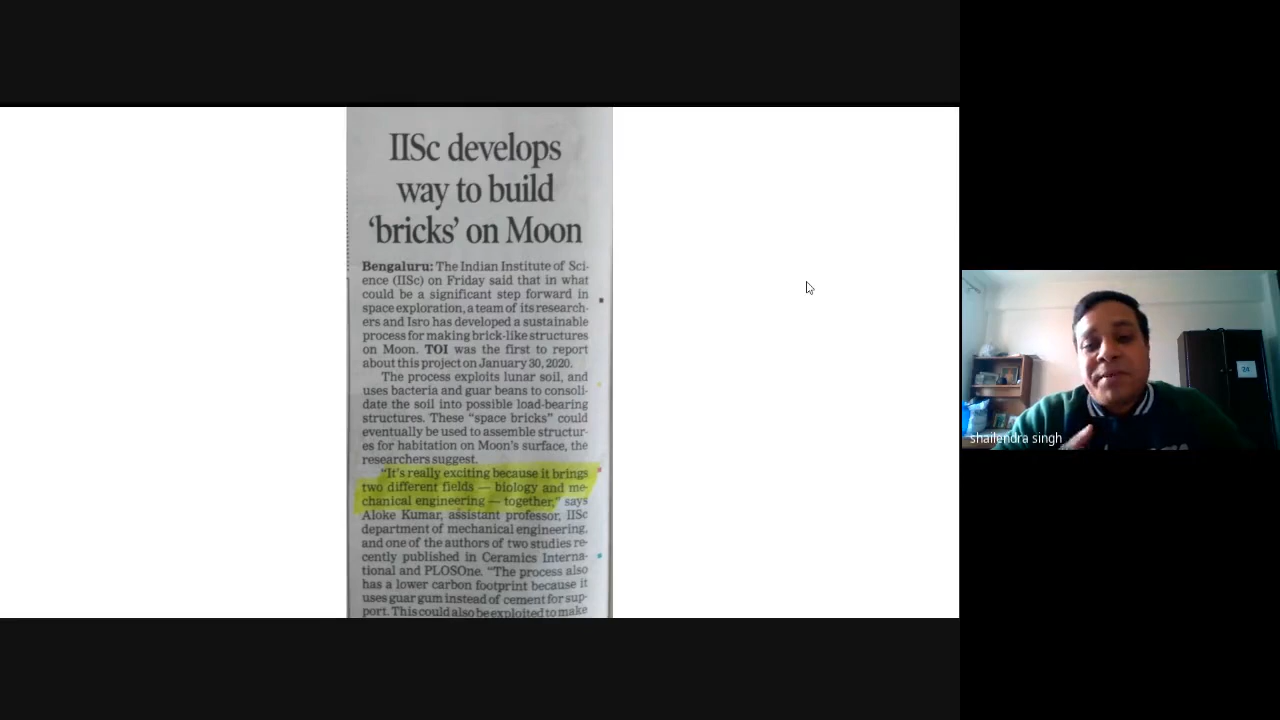 IISc develops
way to build
‘bricks’ on Moon
Bengaluru: The Indian Institute of Sci-
ence (IISc) on Friday said that in what
could be a significant step forward in
space exploration, a team of its research-
ers and Isro has developed a sustainable
process for making brick-like structures
on Moon. TOI was the first to report
about this project on January 30, 2020.
The process exploits lunar soil, and
uses bacteria and guar beans to consoli-
date the soil into possible load-bearing
structures. These “space bricks” could
eventually be used to assemble structur-
es for habitation on Moon’s surface, the
researchers suggest.
“It’s really exciting because it brings
two different fields — biology and me-
chanical engineering — together,” says
Aloke Kumar, assistant professor, IISc
department of mechanical engineering,
and one of the authors of two studies re-
cently published in Ceramics Interna-
tional and PLOSOne. “The process also
has a lower carbon footprint because it
uses guar gum instead of cement for sup-
port. This could also be exploited to make
shailendra singh
24